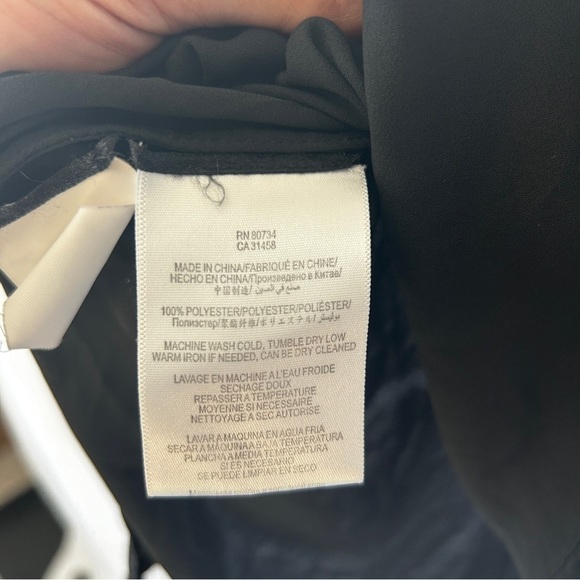 RN 80734
CA 31458
MADE IN CHINA/FABRIQUÉ EN CHINE/
HECHO EN CHINA/Произведено в Китае/
中国制造/صنع في الصين/
100% POLYESTER/POLYESTER/POLIÉSTER/
Полиэстер/聚酯纤维/ポリエステル/بوليستر
MACHINE WASH COLD, TUMBLE DRY LOW
WARM IRON IF NEEDED, CAN BE DRY CLEANED
LAVAGE EN MACHINE A L'EAU FROIDE
SECHAGE DOUX
REPASSER A TEMPERATURE
MOYENNE SI NECESSAIRE
NETTOYAGE A SEC AUTORISE
LAVAR A MAQUINA EN AGUA FRIA
SECAR A MAQUINA A BAJA TEMPERATURA
PLANCHA A MEDIA TEMPERATURA
SI ES NECESARIO
SE PUEDE LIMPIAR EN SECO